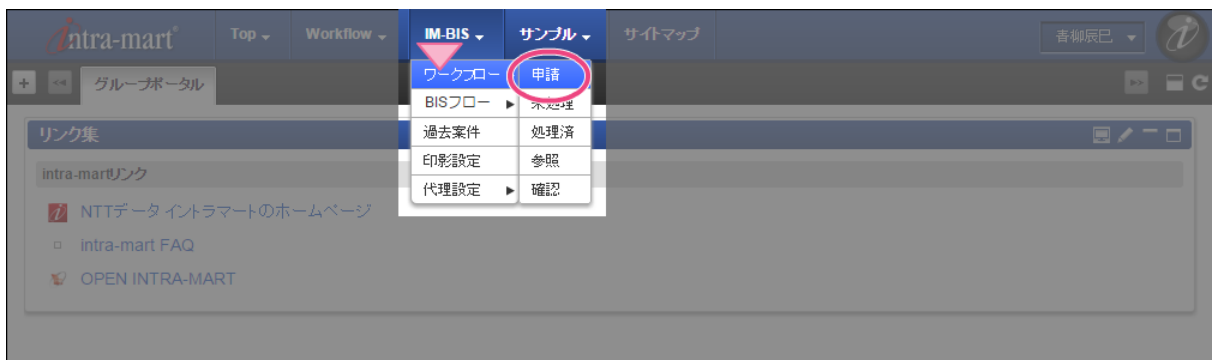 intra-mart Top Workflow IM-BIS サンプル サイトマップ 青柳辰巳
グループポータル
ワークフロー 申請
BISフロー 未処理
過去案件 処理済
印影設定 参照
代理設定 確認
リンク集
intra-martリンク
NTTデータ イントラマートのホームページ
intra-mart FAQ
OPEN INTRA-MART